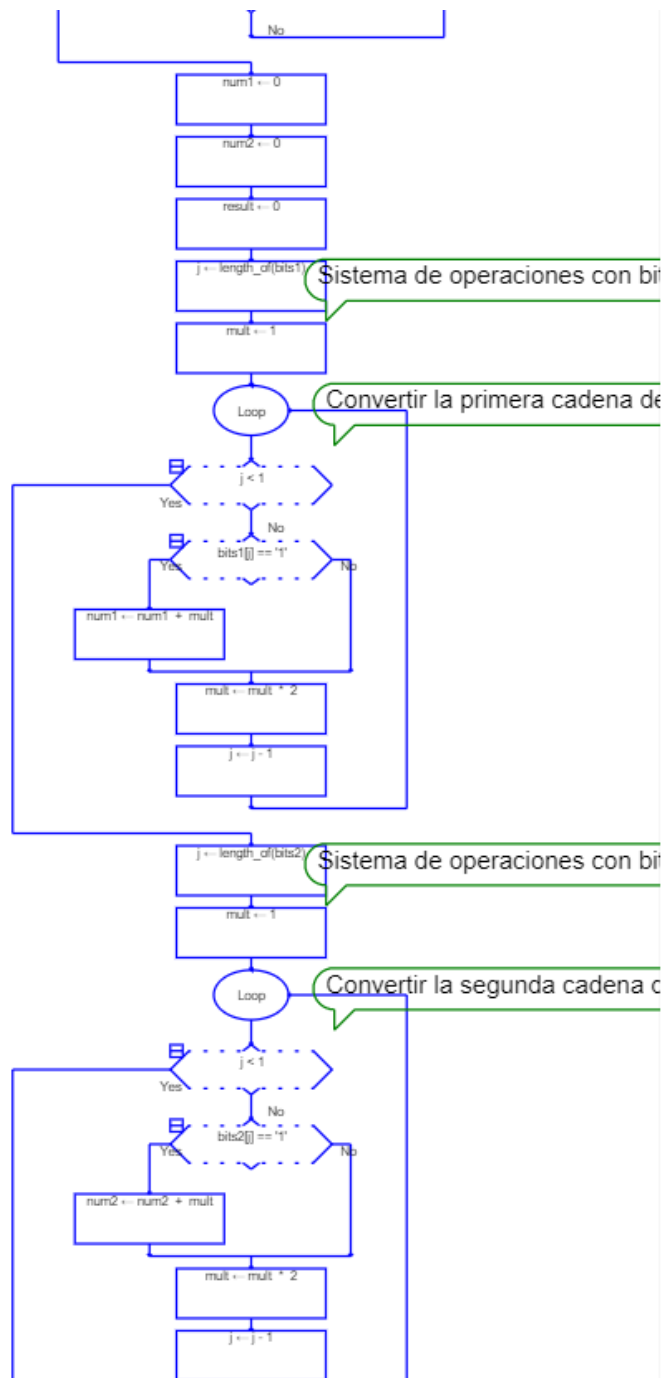 No
num1 ← 0
num2 ← 0
result ← 0
j ← length_of(bits1)
Sistema de operaciones con bit
mult ← 1
Loop
Convertir la primera cadena de
j < 1
Yes
No
bits1[j] == '1'
Yes
No
num1 ← num1 + mult
mult ← mult * 2
j ← j - 1
j ← length_of(bits2)
Sistema de operaciones con bit
mult ← 1
Loop
Convertir la segunda cadena d
j < 1
Yes
No
bits2[j] == '1'
Yes
No
num2 ← num2 + mult
mult ← mult * 2
j ← j - 1